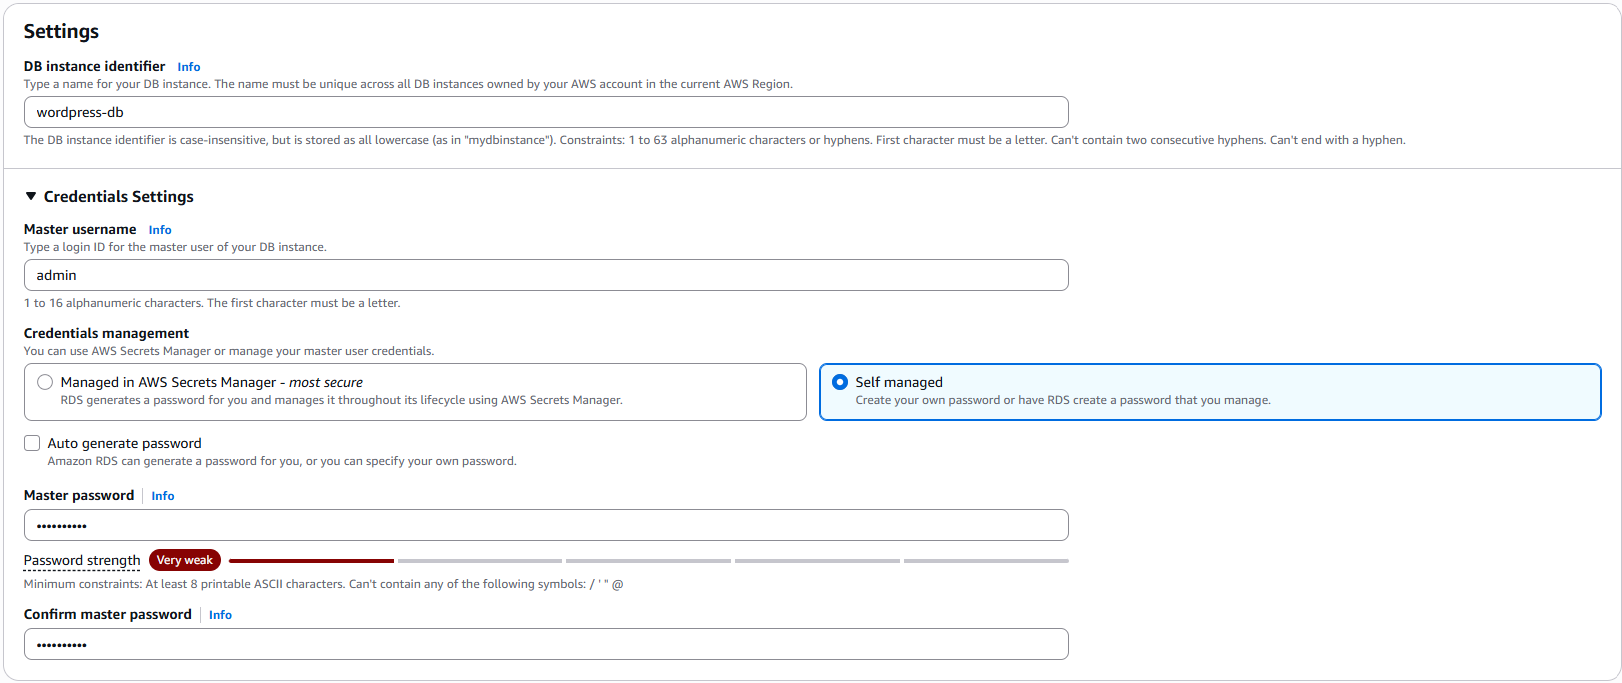 Settings
DB instance identifier Info
Type a name for your DB instance. The name must be unique across all DB instances owned by your AWS account in the current AWS Region.
wordpress-db
The DB instance identifier is case-insensitive, but is stored as all lowercase (as in "mydbinstance"). Constraints: 1 to 63 alphanumeric characters or hyphens. First character must be a letter. Can't contain two consecutive hyphens. Can't end with a hyphen.
Credentials Settings
Master username Info
Type a login ID for the master user of your DB instance.
admin
1 to 16 alphanumeric characters. The first character must be a letter.
Credentials management
You can use AWS Secrets Manager or manage your master user credentials.
Managed in AWS Secrets Manager - most secure
RDS generates a password for you and manages it throughout its lifecycle using AWS Secrets Manager.
Self managed
Create your own password or have RDS create a password that you manage.
Auto generate password
Amazon RDS can generate a password for you, or you can specify your own password.
Master password Info
••••••••••
Password strength Very weak
Minimum constraints: At least 8 printable ASCII characters. Can't contain any of the following symbols: / ' " @
Confirm master password Info
••••••••••